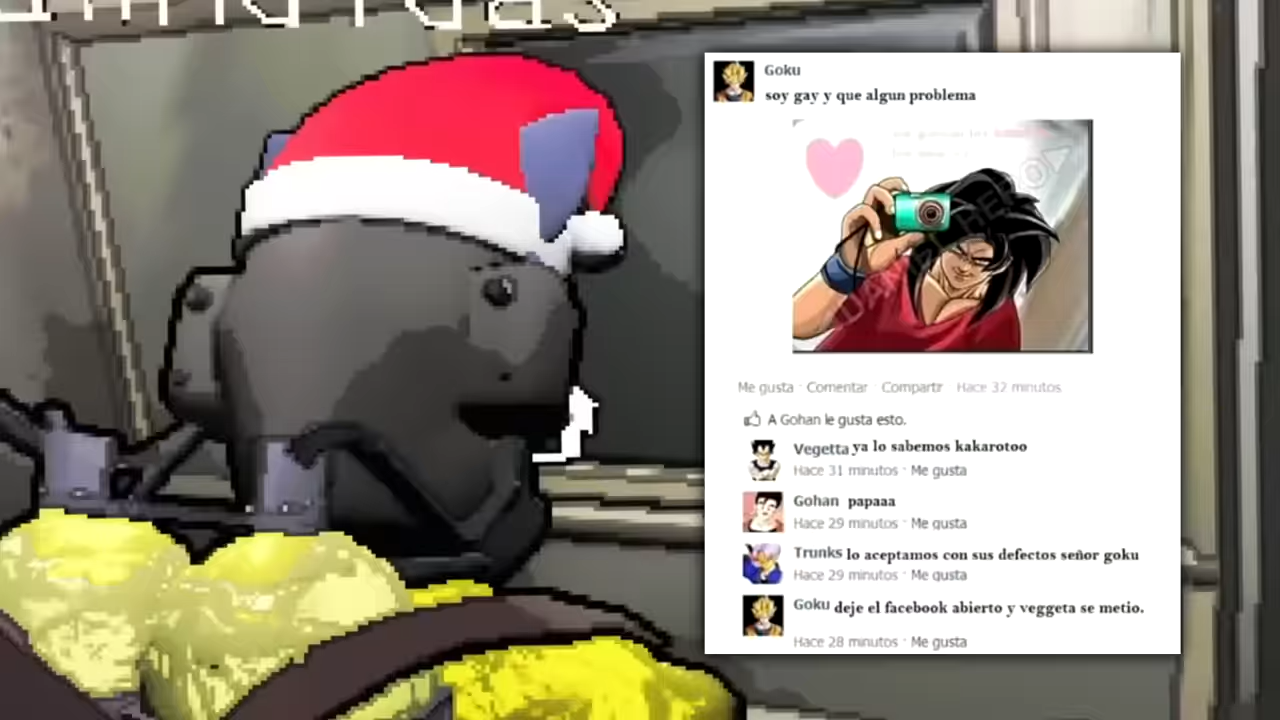 Goku
soy gay y que algun problema
Me gusta · Comentar · Compartir · Hace 32 minutos
A Gohan le gusta esto.
Vegetta ya lo sabemos kakarotoo
Hace 31 minutos · Me gusta
Gohan papaaa
Hace 29 minutos · Me gusta
Trunks lo aceptamos con sus defectos señor goku
Hace 29 minutos · Me gusta
Goku deje el facebook abierto y veggeta se metio.
Hace 28 minutos · Me gusta